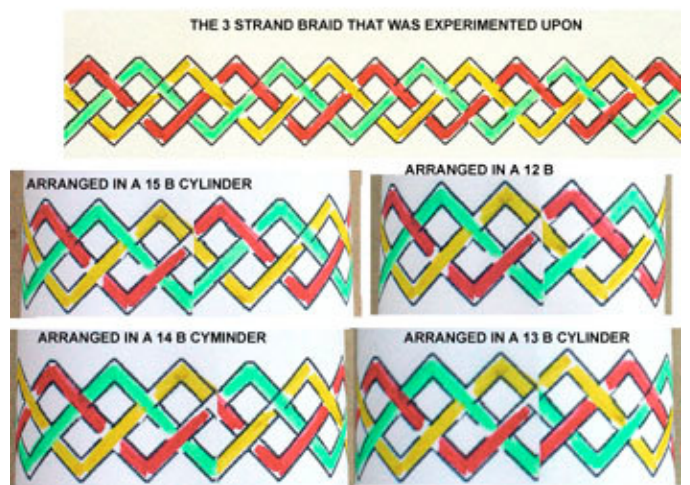 THE 3 STRAND BRAID THAT WAS EXPERIMENTED UPON
ARRANGED IN A 15 B CYLINDER
ARRANGED IN A 12 B
ARRANGED IN A 14 B CYMINDER
ARRANGED IN A 13 B CYLINDER